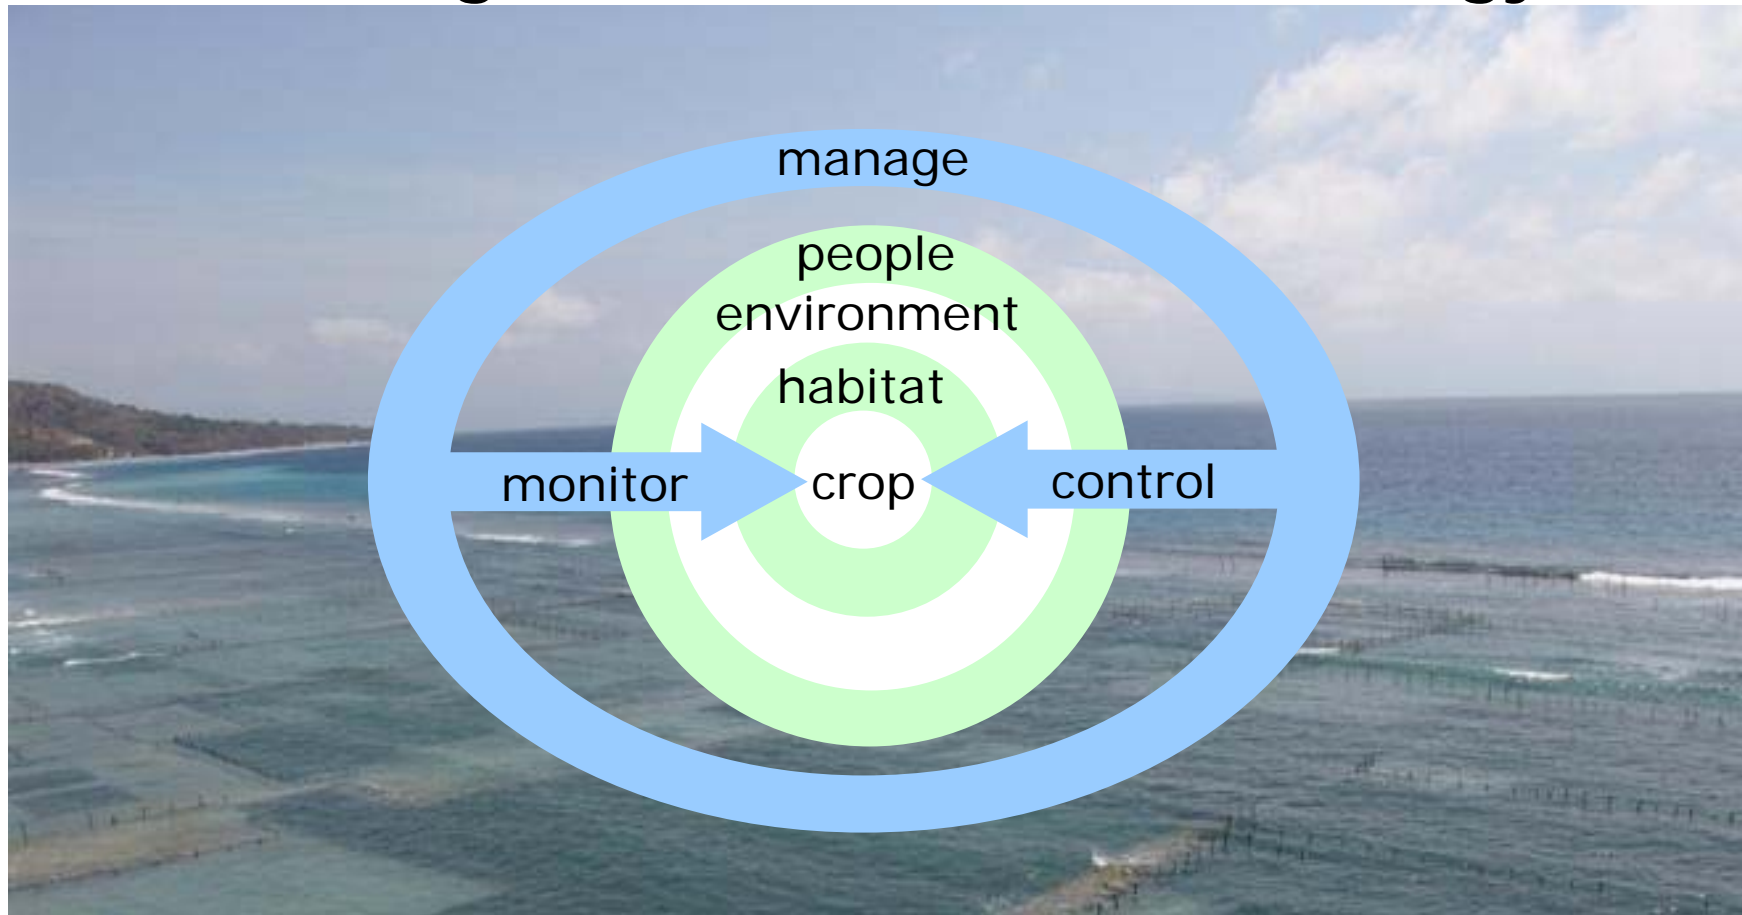 manage
people
environment
habitat
monitor crop control